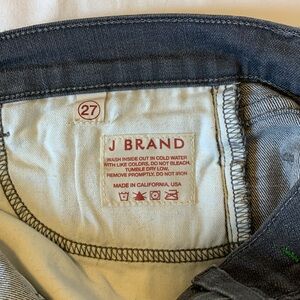 27
J BRAND
WASH INSIDE OUT IN COLD WATER
WITH LIKE COLORS, DO NOT BLEACH,
TUMBLE DRY LOW,
REMOVE PROMPTLY, DO NOT IRON
MADE IN CALIFORNIA, USA